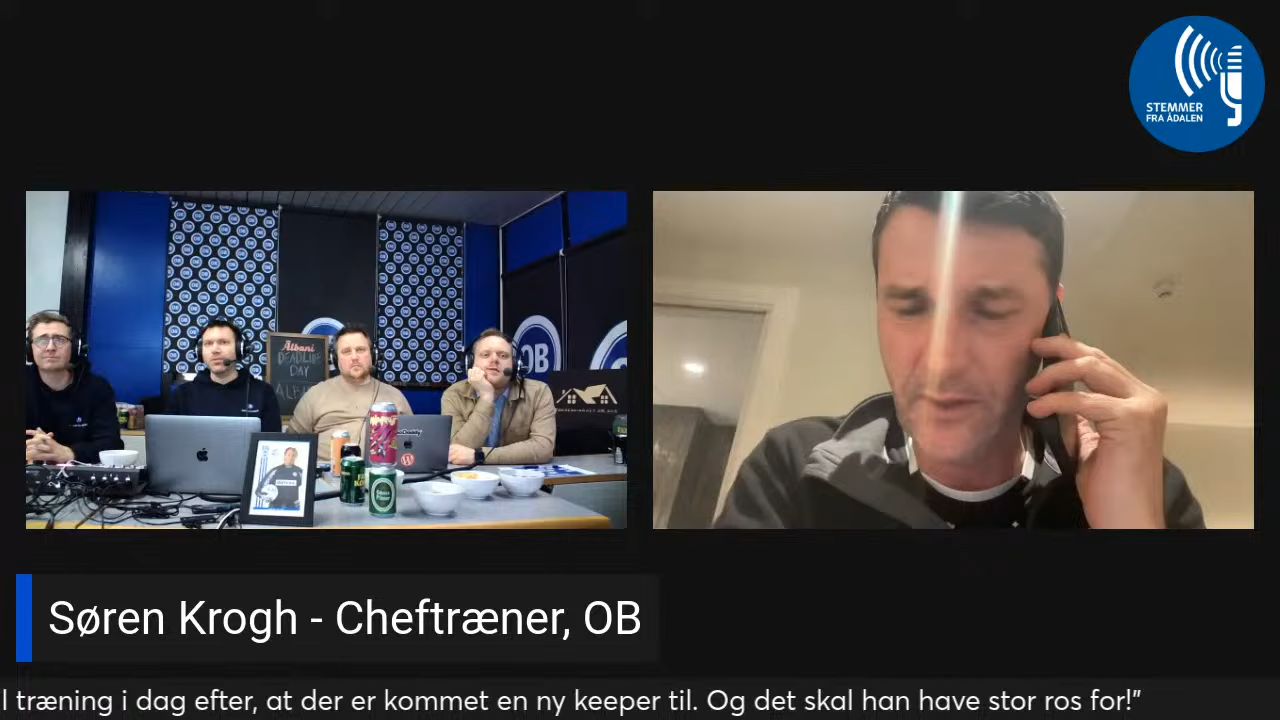 STEMMER
FRA ÅDALEN
Albani
DEADLINE
DAY
OB
Søren Krogh - Cheftræner, OB
l træning i dag efter, at der er kommet en ny keeper til. Og det skal han have stor ros for!”